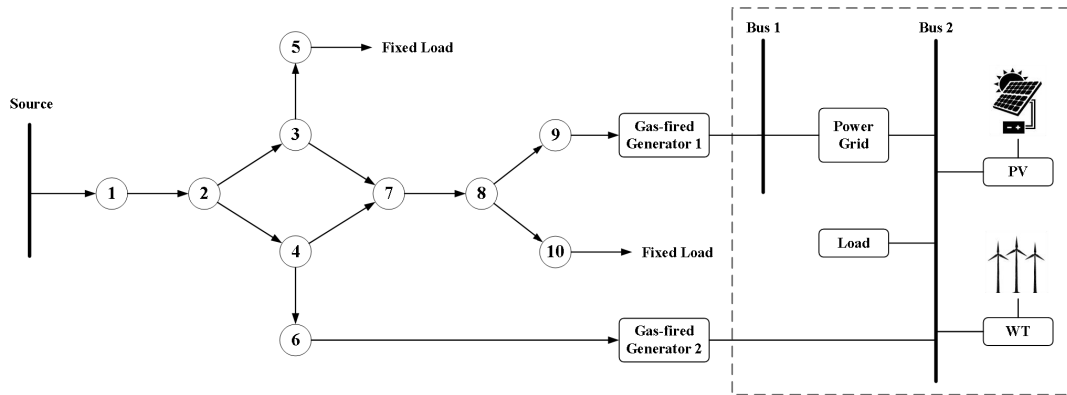 Bus 1
Bus 2
5
Fixed Load
Source
3
9
Gas-fired
Generator 1
Power
Grid
PV
1
2
7
8
4
10
Fixed Load
Load
6
Gas-fired
Generator 2
WT